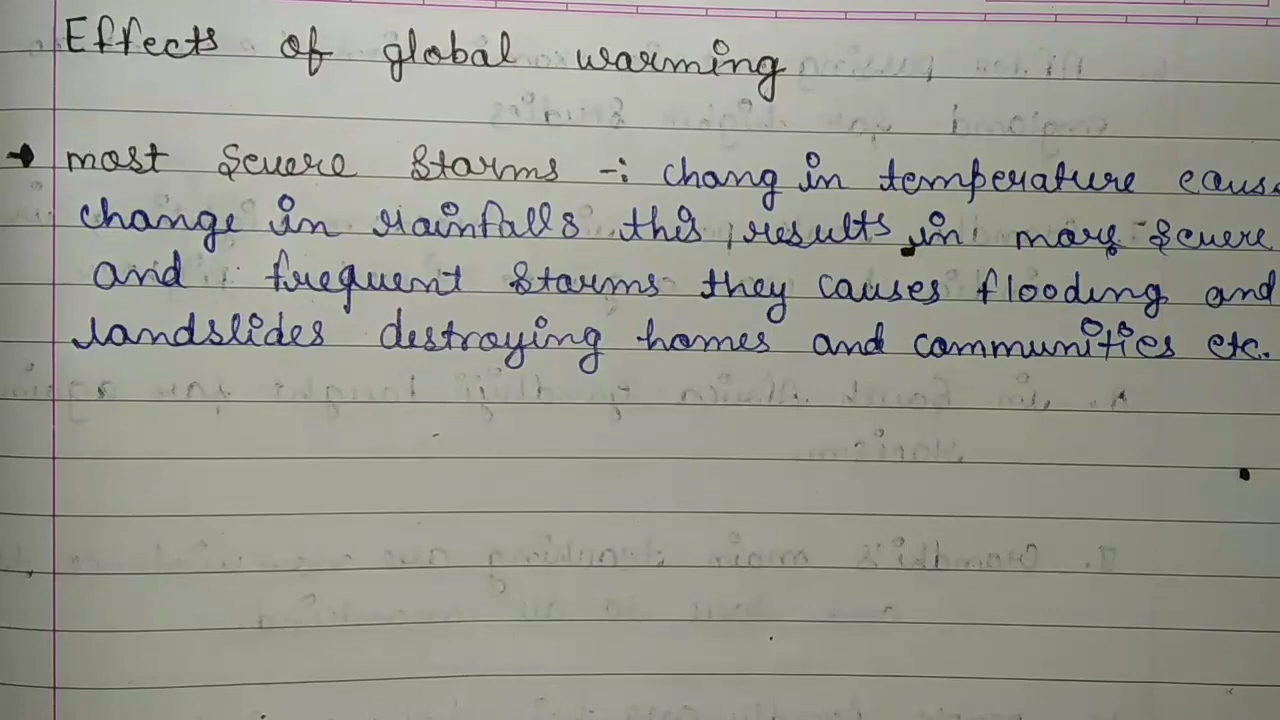 Effects of global warming
most severe storms -: chang in temperature caus
change in rainfalls this results in more severe
and frequent storms they causes flooding and
landslides destroying homes and communities etc.